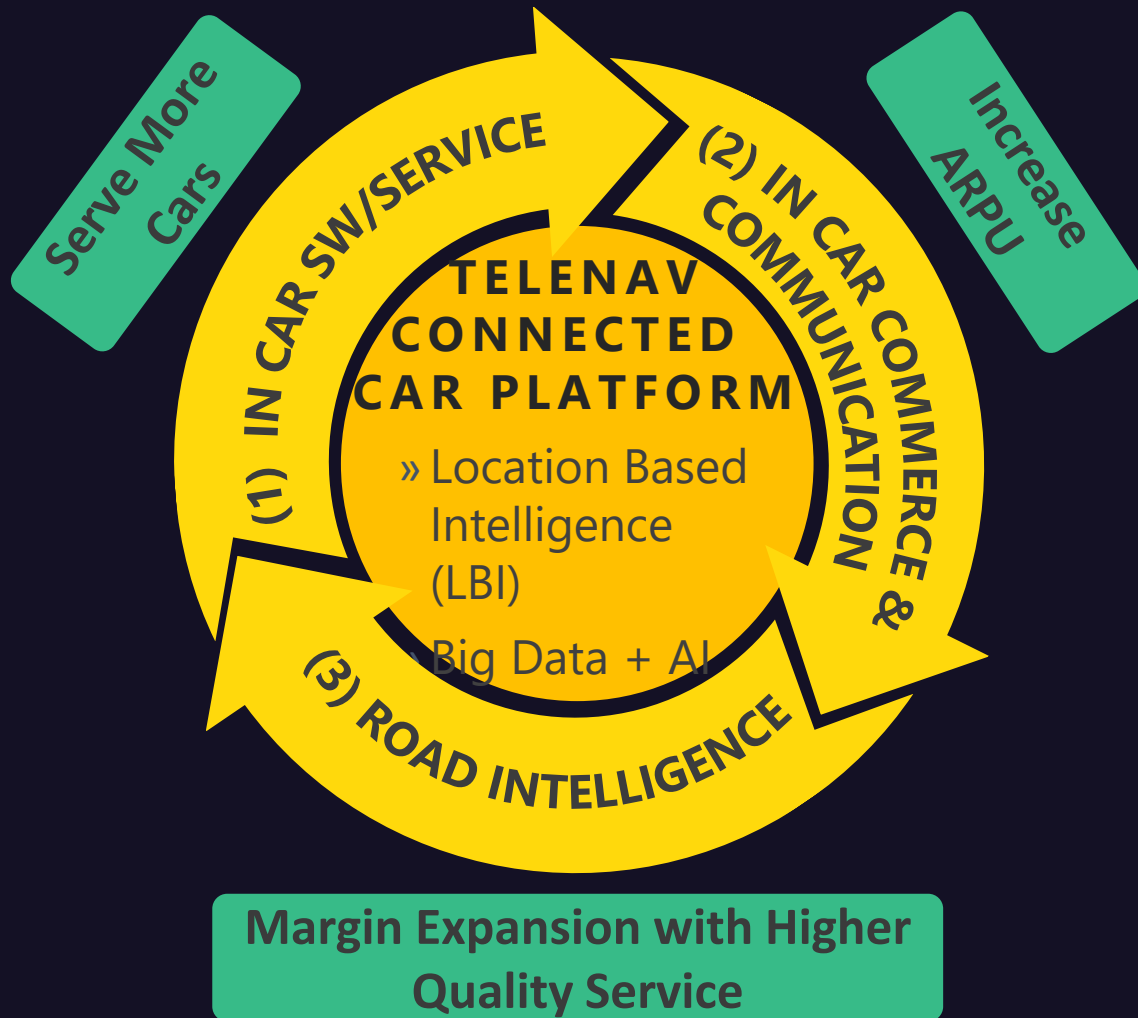 Serve More
Cars
Increase
ARPU
(1) IN CAR SW/SERVICE
(2) IN CAR COMMERCE &
COMMUNICATION
TELENAV
CONNECTED
CAR PLATFORM
» Location Based
Intelligence
(LBI)
» Big Data + AI
(3) ROAD INTELLIGENCE
Margin Expansion with Higher
Quality Service